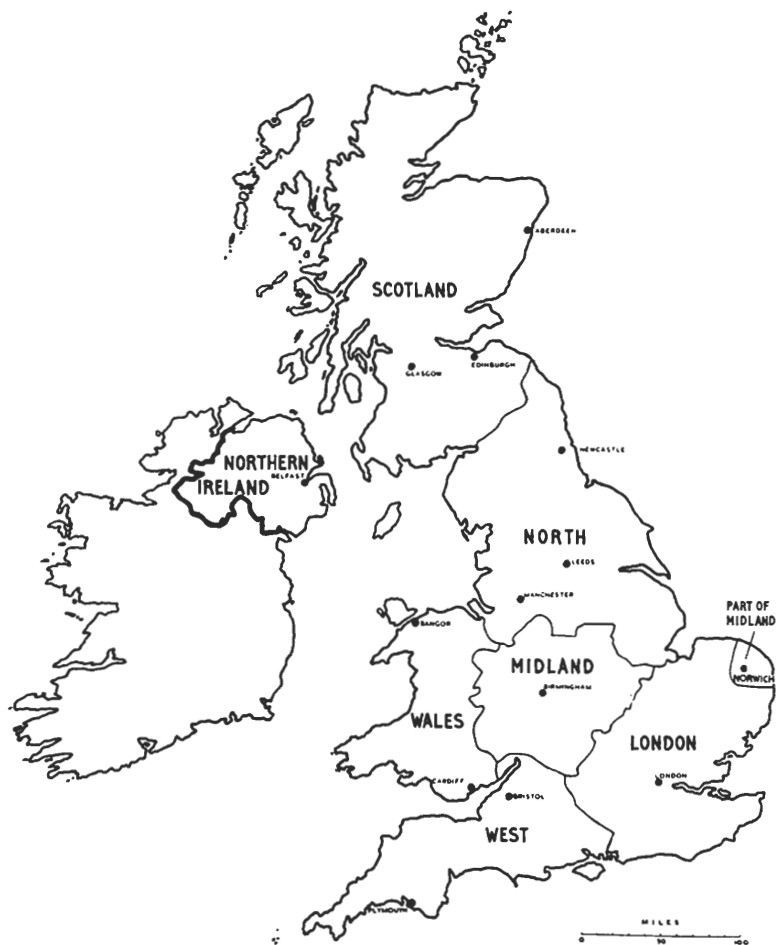 ABERDEEN
SCOTLAND
GLASGOW
EDINBURGH
NEWCASTLE
NORTHERN
IRELAND
BELFAST
NORTH
LEEDS
MANCHESTER
BANGOR
PART OF
MIDLAND
NORWICH
MIDLAND
BIRMINGHAM
WALES
LONDON
CARDIFF
BRISTOL
LONDON
WEST
PLYMOUTH
MILES
0 50 100